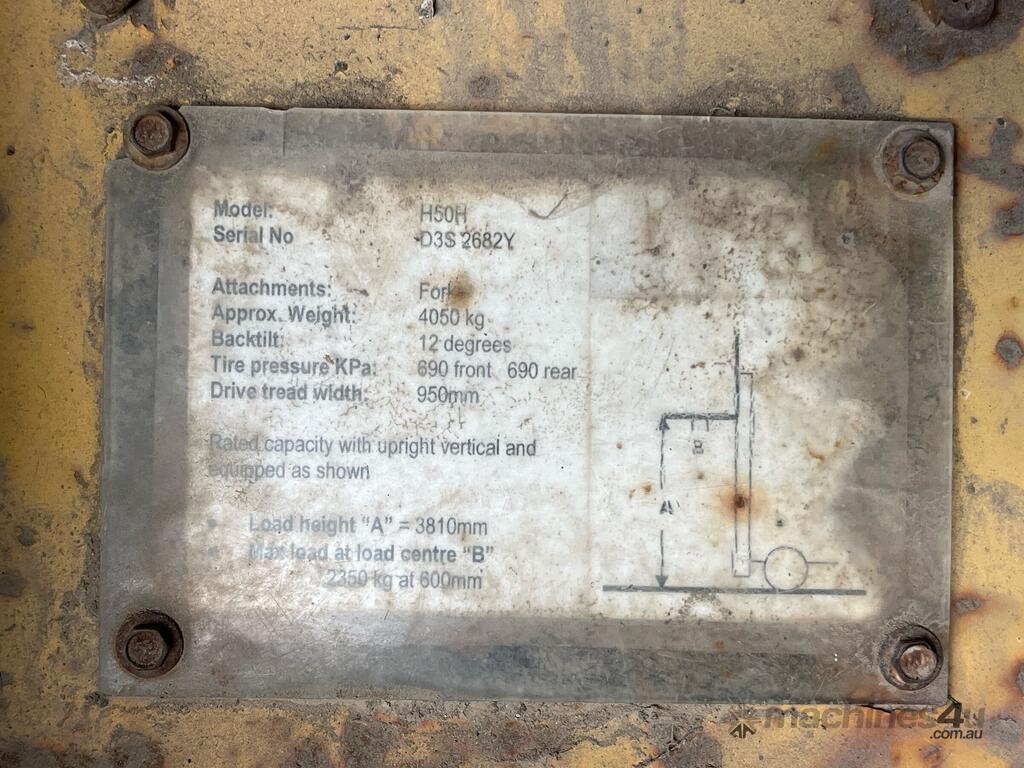 Model: H50H
Serial No D3S 2682Y
Attachments: Fork
Approx. Weight: 4050 kg
Backtilt: 12 degrees
Tire pressure KPa: 690 front 690 rear
Drive tread width: 950mm
Rated capacity with upright vertical and
equipped as shown
• Load height “A” = 3810mm
• Max load at load centre “B”
2350 kg at 600mm
B
A
machines4u
.com.au